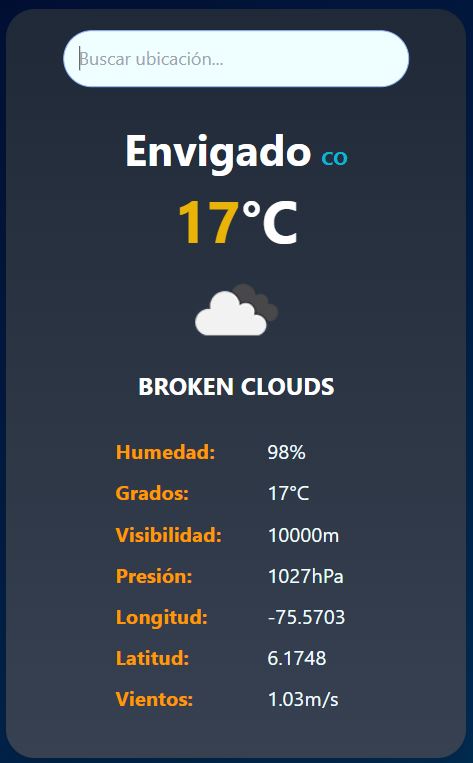 Buscar ubicación...
Envigado CO
17°C
BROKEN CLOUDS
Humedad: 98%
Grados: 17°C
Visibilidad: 10000m
Presión: 1027hPa
Longitud: -75.5703
Latitud: 6.1748
Vientos: 1.03m/s